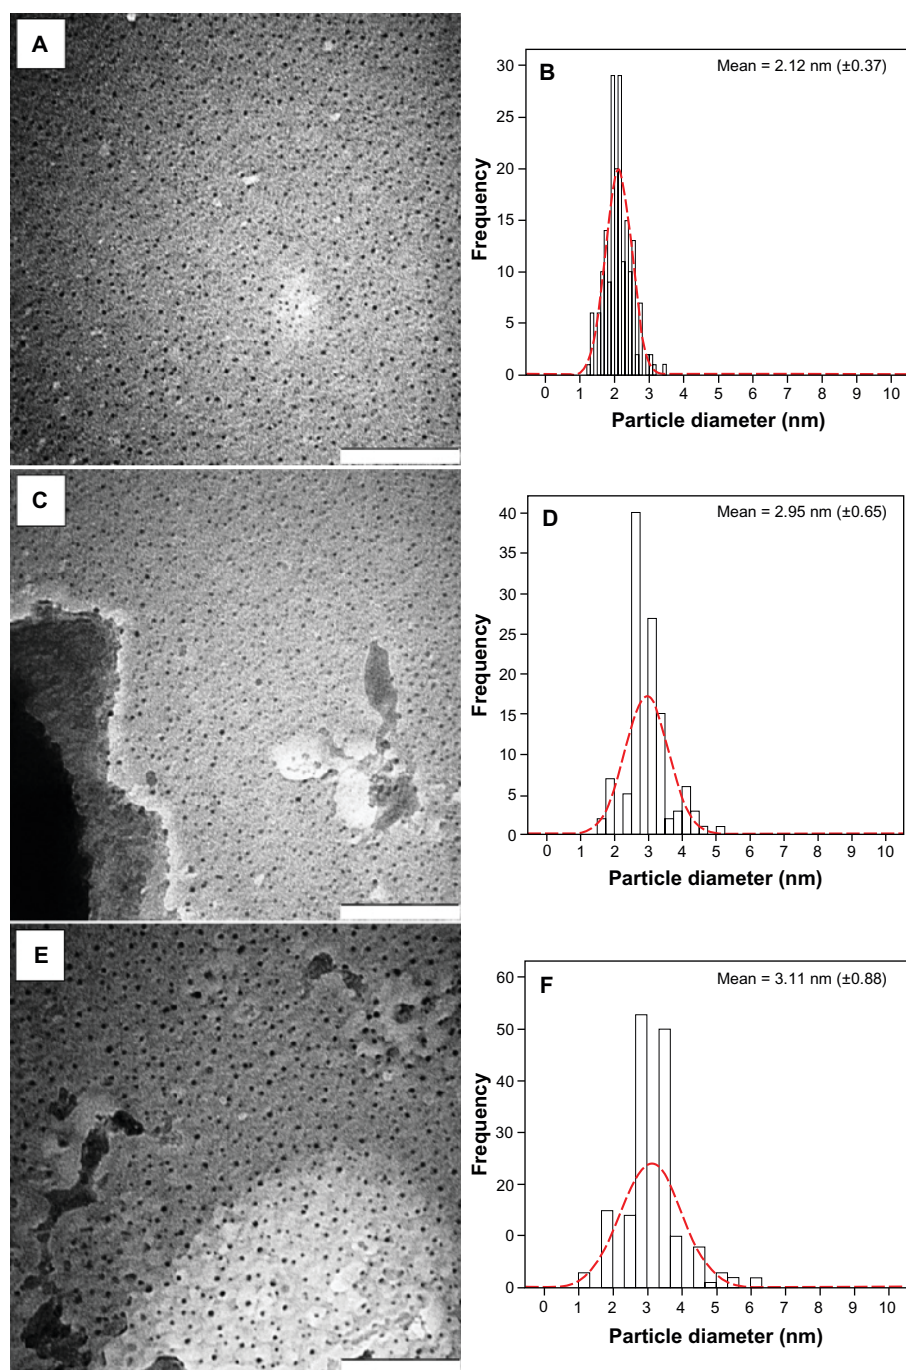 A
B
Mean = 2.12 nm (±0.37)
Frequency
30
25
20
15
10
5
0
0 1 2 3 4 5 6 7 8 9 10
Particle diameter (nm)
C
D
Mean = 2.95 nm (±0.65)
Frequency
40
35
30
25
20
15
10
5
0
0 1 2 3 4 5 6 7 8 9 10
Particle diameter (nm)
E
F
Mean = 3.11 nm (±0.88)
Frequency
60
50
40
30
20
0
0
0 1 2 3 4 5 6 7 8 9 10
Particle diameter (nm)